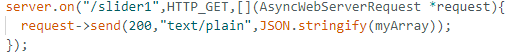 server.on("/slider1",HTTP_GET,[](AsyncWebServerRequest *request){
request->send(200,"text/plain",JSON.stringify(myArray));
});